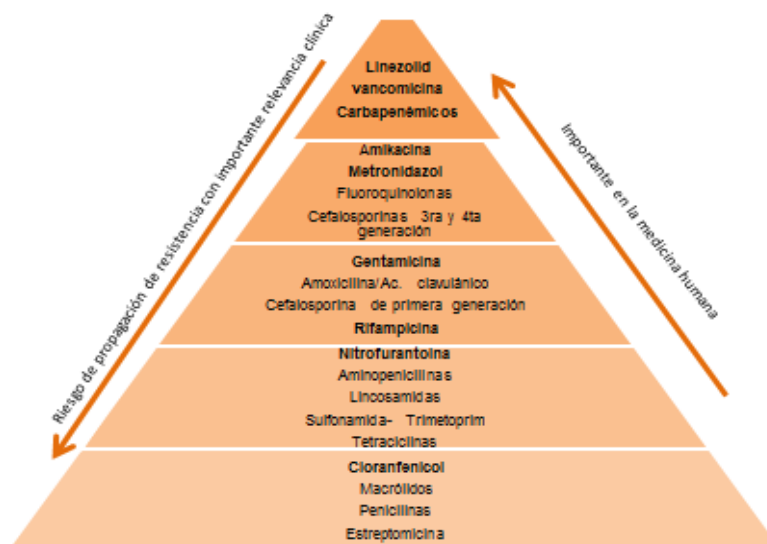 Riesgo de propagación de resistencia con importante relevancia clínica
Linezolid
vancomicina
Carbapenémicos
Importante en la medicina humana
Amikacina
Metronidazol
Fluoroquinolonas
Cefalosporinas 3ra y 4ta
generación
Gentamicina
Amoxicilina/Ac. clavulánico
Cefalosporina de primera generación
Rifampicina
Nitrofurantoina
Aminopenicilinas
Lincosamidas
Sulfonamida- Trimetoprim
Tetraciclinas
Cloranfenicol
Macrólidos
Penicilinas
Estreptomicina